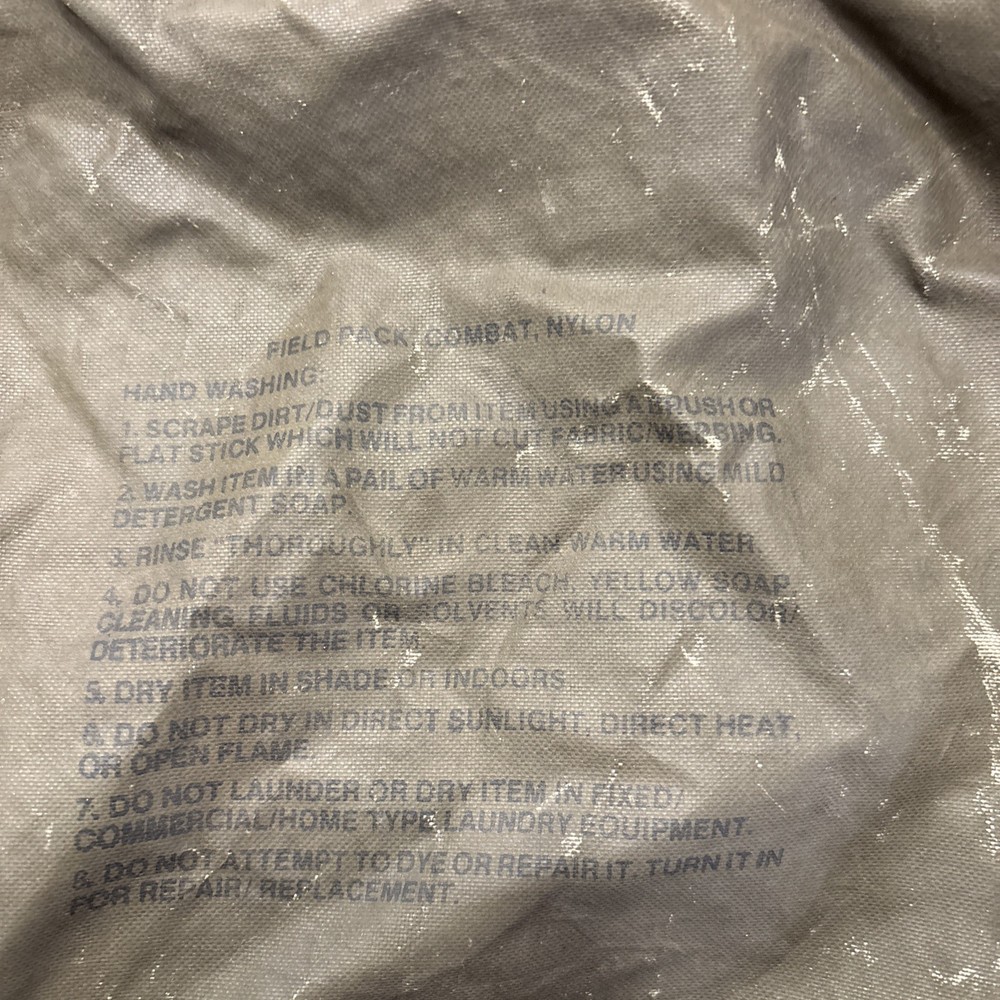 FIELD PACK, COMBAT, NYLON
HAND WASHING:
1. SCRAPE DIRT/DUST FROM ITEM USING A BRUSH OR
FLAT STICK WHICH WILL NOT CUT FABRIC/WEBBING.
2. WASH ITEM IN A PAIL OF WARM WATER USING MILD
DETERGENT SOAP.
3. RINSE "THOROUGHLY" IN CLEAN WARM WATER
4. DO NOT USE CHLORINE BLEACH, YELLOW SOAP,
CLEANING FLUIDS OR SOLVENTS WILL DISCOLOR/
DETERIORATE THE ITEM
5. DRY ITEM IN SHADE OR INDOORS.
6. DO NOT DRY IN DIRECT SUNLIGHT, DIRECT HEAT,
OR OPEN FLAME.
7. DO NOT LAUNDER OR DRY ITEM IN FIXED/
COMMERCIAL/HOME TYPE LAUNDRY EQUIPMENT.
8. DO NOT ATTEMPT TO DYE OR REPAIR IT. TURN IT IN
FOR REPAIR/ REPLACEMENT.